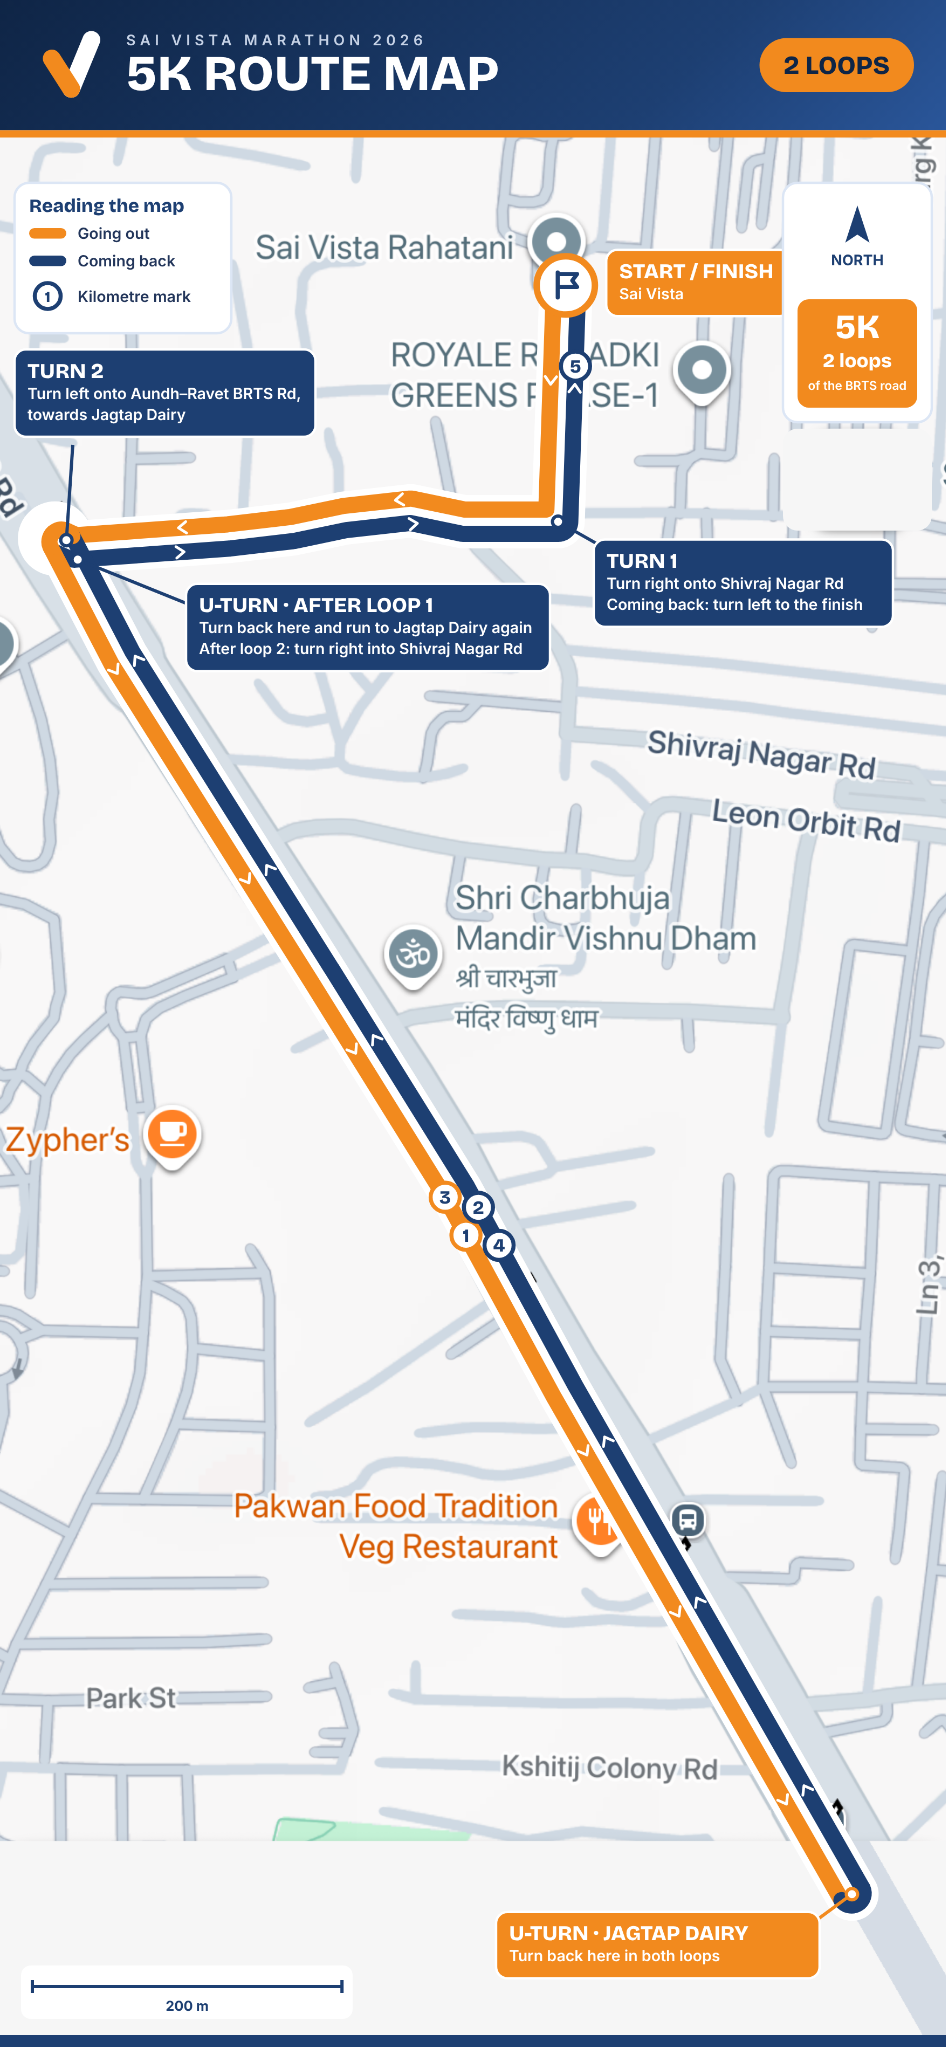 SAI VISTA MARATHON 2026
5K ROUTE MAP
2 LOOPS
Reading the map
Going out
Coming back
1 Kilometre mark
Sai Vista Rahatani
START / FINISH
Sai Vista
NORTH
5K
2 loops
of the BRTS road
TURN 2
Turn left onto Aundh–Ravet BRTS Rd,
towards Jagtap Dairy
5
GREENS
Rd
TURN 1
Turn right onto Shivraj Nagar Rd
Coming back: turn left to the finish
U-TURN · AFTER LOOP 1
Turn back here and run to Jagtap Dairy again
After loop 2: turn right into Shivraj Nagar Rd
Shivraj Nagar Rd
Leon Orbit Rd
Shri Charbhuja
Mandir Vishnu Dham
ॐ
श्री चारभुजा
मंदिर विष्णु धाम
Zypher's
3
2
1
4
Ln 3,
Pakwan Food Tradition
Veg Restaurant
Park St
Kshitij Colony Rd
U-TURN · JAGTAP DAIRY
Turn back here in both loops
200 m